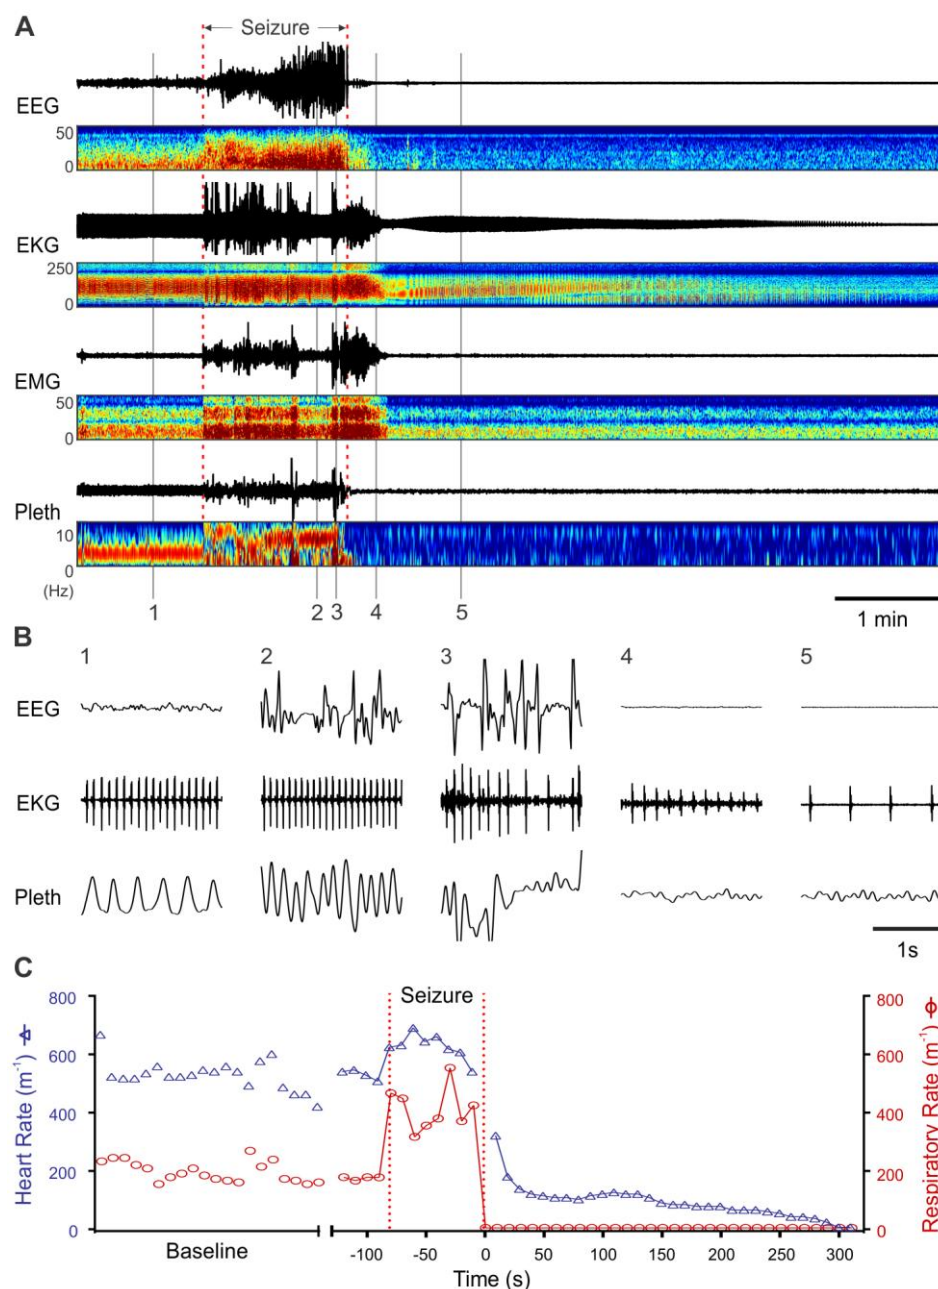 A
Seizure
EEG
50
0
EKG
250
0
EMG
50
0
Pleth
10
0
(Hz)
1 2 3 4 5
1 min
B
1 2 3 4 5
EEG
EKG
Pleth
1s
C
Seizure
800 800
600 600
400 400
200 200
0 0
Heart Rate (m⁻¹)
Respiratory Rate (m⁻¹)
Baseline
-100 -50 0 50 100 150 200 250 300
Time (s)